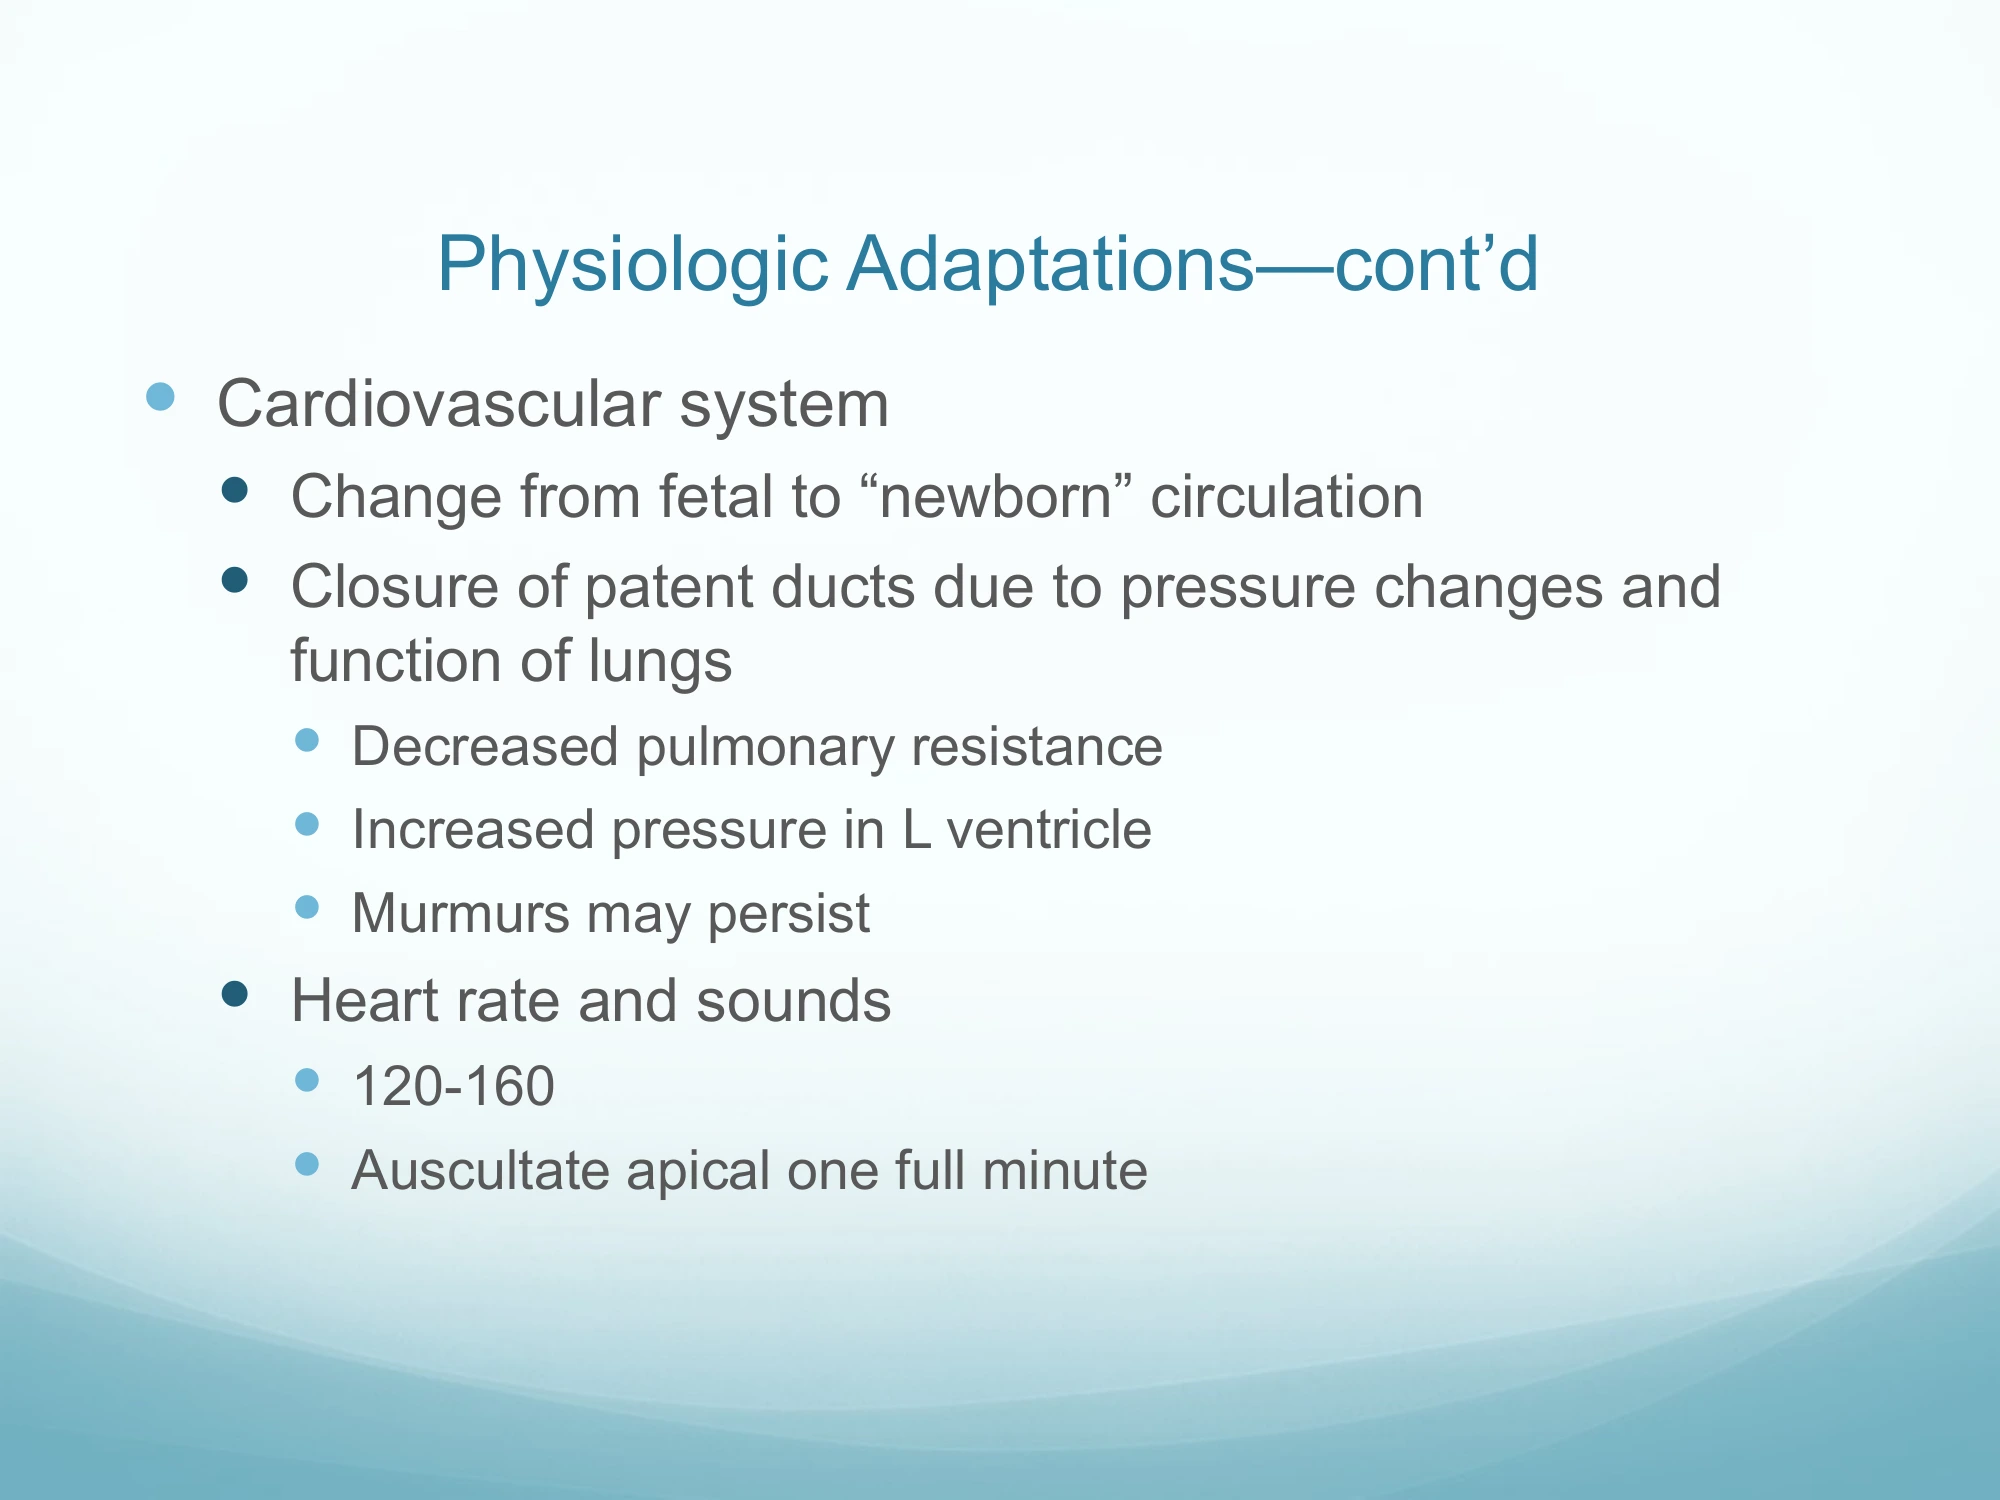 Physiologic Adaptations—cont’d
Cardiovascular system
Change from fetal to “newborn” circulation
Closure of patent ducts due to pressure changes and
function of lungs
Decreased pulmonary resistance
Increased pressure in L ventricle
Murmurs may persist
Heart rate and sounds
120-160
Auscultate apical one full minute